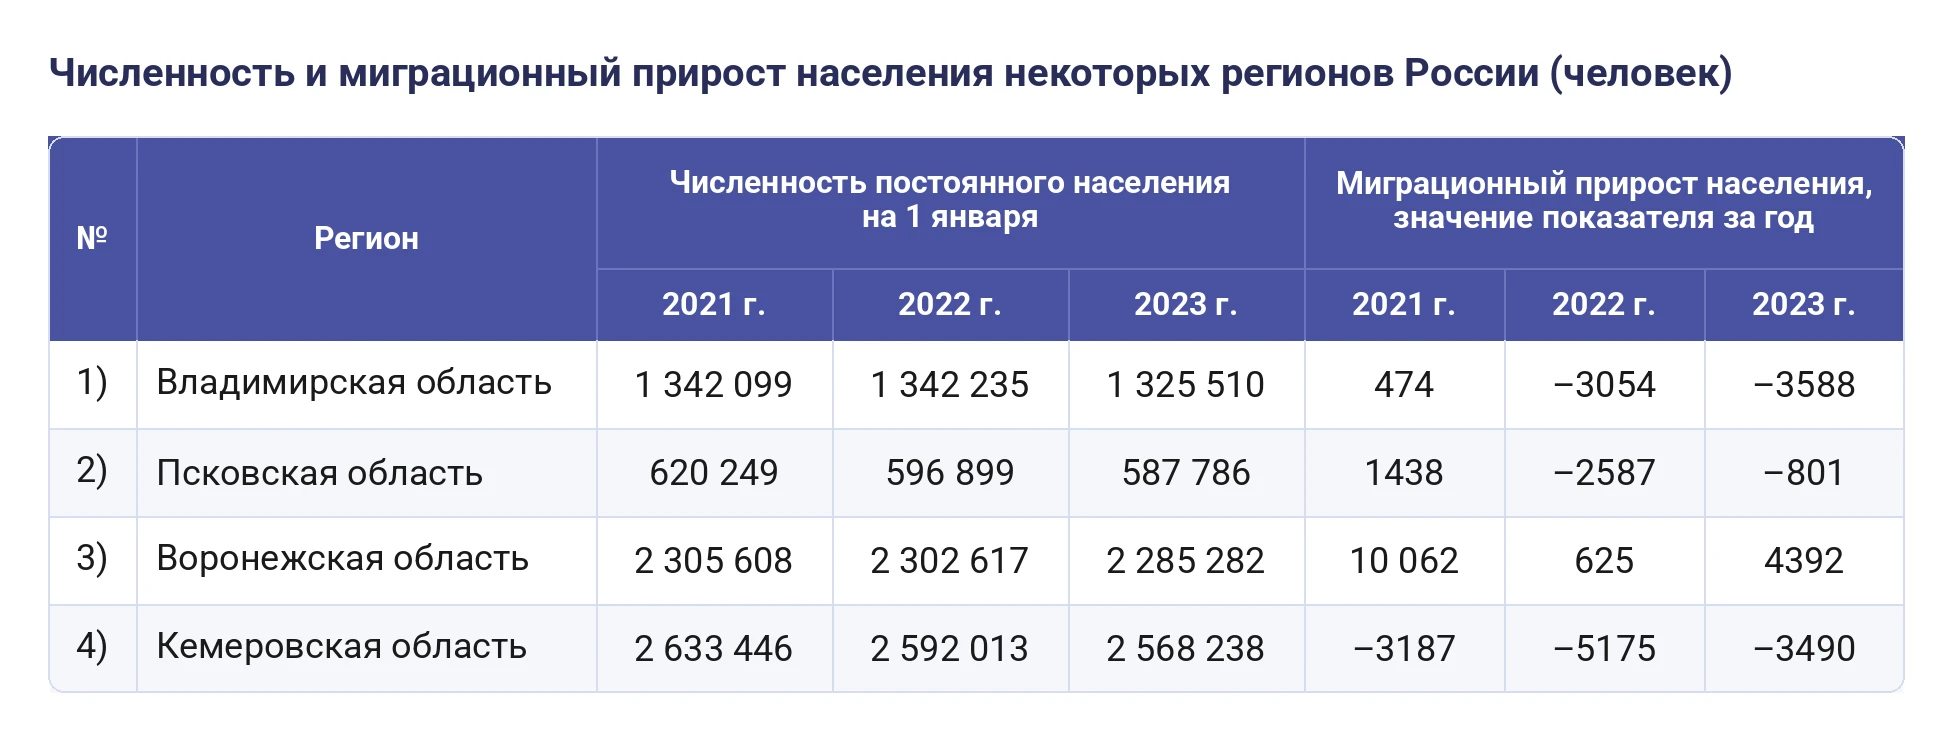 Численность и миграционный прирост населения некоторых регионов России (человек)
№
Регион
Численность постоянного населения
на 1 января
Миграционный прирост населения,
значение показателя за год
2021 г. 2022 г. 2023 г. 2021 г. 2022 г. 2023 г.
1) Владимирская область 1 342 099 1 342 235 1 325 510 474 –3054 –3588
2) Псковская область 620 249 596 899 587 786 1438 –2587 –801
3) Воронежская область 2 305 608 2 302 617 2 285 282 10 062 625 4392
4) Кемеровская область 2 633 446 2 592 013 2 568 238 –3187 –5175 –3490